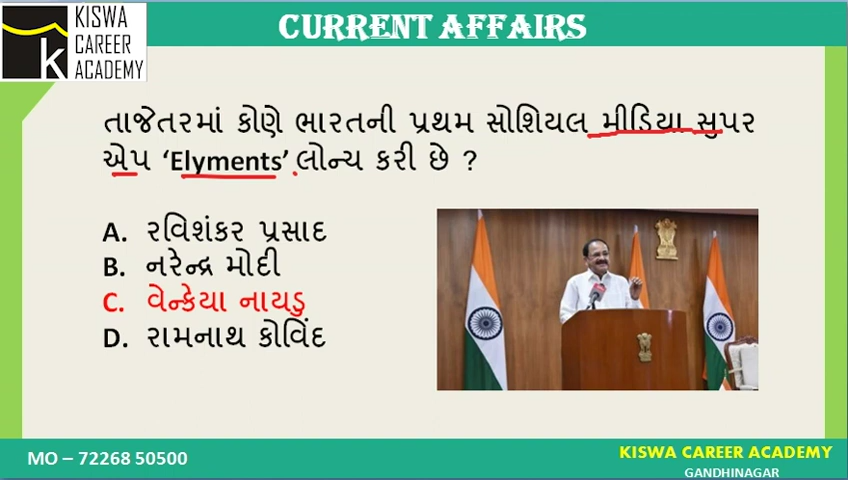 KISWA
CAREER
ACADEMY
CURRENT AFFAIRS
તાજેતરમાં કોણે ભારતની પ્રથમ સોશિયલ મીડિયા સુપર
એપ ‘Elyments’ લોન્ચ કરી છે ?
A. રવિશંકર પ્રસાદ
B. નરેન્દ્ર મોદી
C. વેન્કેયા નાયડુ
D. રામનાથ કોવિંદ
MO – 72268 50500
KISWA CAREER ACADEMY
GANDHINAGAR